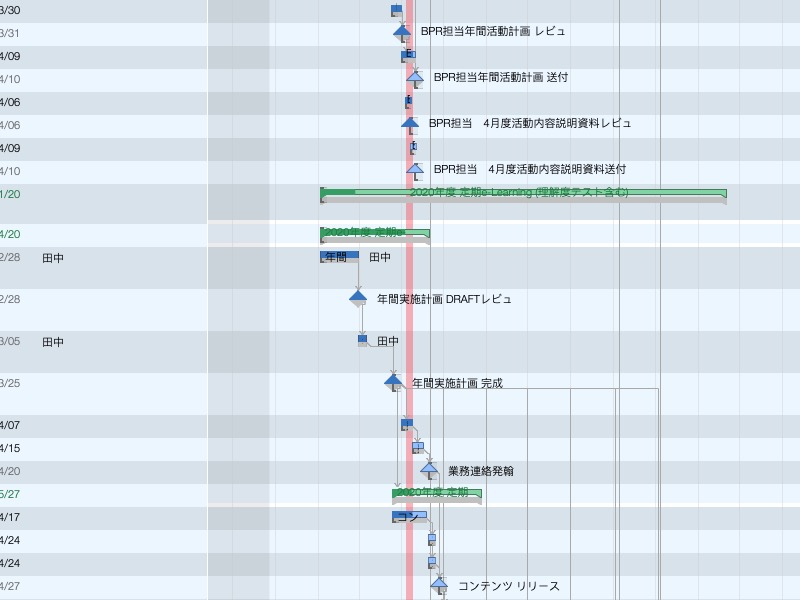 3/30
3/31 BPR担当年間活動計画 レビュ
4/09
4/10 BPR担当年間活動計画 送付
4/06
4/06 BPR担当 4月度活動内容説明資料レビュ
4/09
4/10 BPR担当 4月度活動内容説明資料送付
1/20 2020年度 定期e-Learning (理解度テスト含む)
4/20 2020年度 定期e-
2/28 田中 年間 田中
2/28 年間実施計画 DRAFTレビュ
3/05 田中 田中
3/25 年間実施計画 完成
4/07
4/15
4/20 業務連絡発翰
5/27 2020年度 定期
4/17 コン
4/24
4/24
4/27 コンテンツ リリース